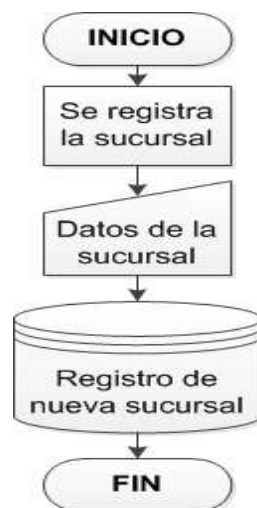 INICIO
Se registra
la sucursal
Datos de la
sucursal
Registro de
nueva sucursal
FIN